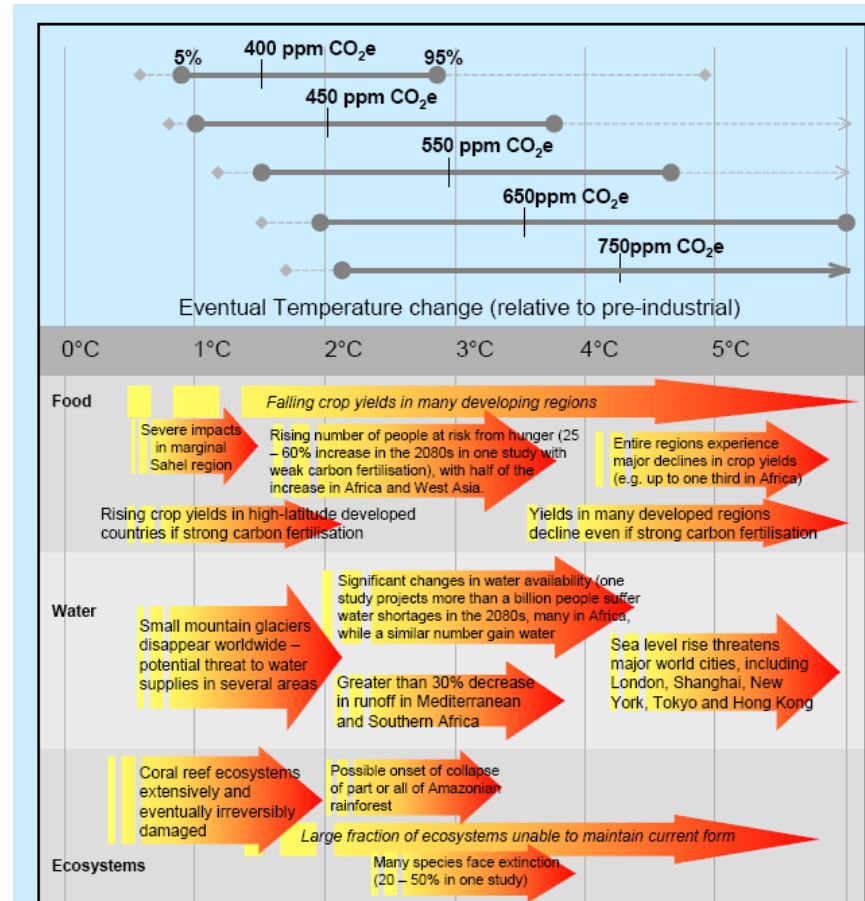 400 ppm CO₂e
5%
95%
450 ppm CO₂e
550 ppm CO₂e
650ppm CO₂e
750ppm CO₂e
Eventual Temperature change (relative to pre-industrial)
0°C 1°C 2°C 3°C 4°C 5°C
Food
Falling crop yields in many developing regions
Severe impacts
in marginal
Sahel region
Rising number of people at risk from hunger (25
– 60% increase in the 2080s in one study with
weak carbon fertilisation), with half of the
increase in Africa and West Asia.
Entire regions experience
major declines in crop yields
(e.g. up to one third in Africa)
Rising crop yields in high-latitude developed
countries if strong carbon fertilisation
Yields in many developed regions
decline even if strong carbon fertilisation
Water
Small mountain glaciers
disappear worldwide –
potential threat to water
supplies in several areas
Significant changes in water availability (one
study projects more than a billion people suffer
water shortages in the 2080s, many in Africa,
while a similar number gain water
Greater than 30% decrease
in runoff in Mediterranean
and Southern Africa
Sea level rise threatens
major world cities, including
London, Shanghai, New
York, Tokyo and Hong Kong
Coral reef ecosystems
extensively and
eventually irreversibly
damaged
Possible onset of collapse
of part or all of Amazonian
rainforest
Large fraction of ecosystems unable to maintain current form
Ecosystems
Many species face extinction
(20 – 50% in one study)